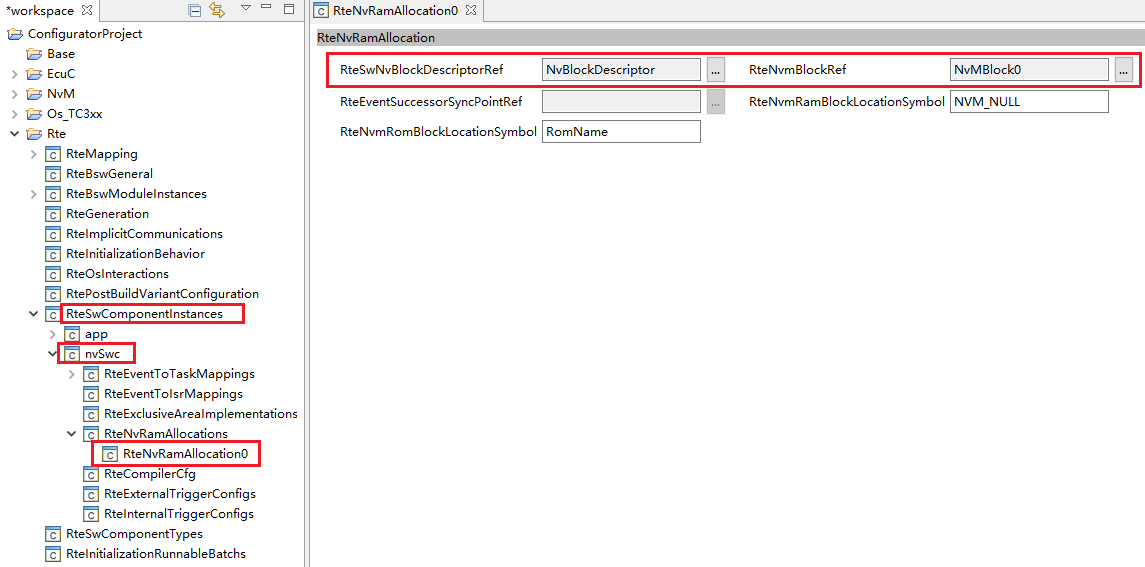 *workspace
ConfiguratorProject
Base
EcuC
NvM
Os_TC3xx
Rte
RteMapping
RteBswGeneral
RteBswModuleInstances
RteGeneration
RteImplicitCommunications
RteInitializationBehavior
RteOsInteractions
RtePostBuildVariantConfiguration
RteSwComponentInstances
app
nvSwc
RteEventToTaskMappings
RteEventToIsrMappings
RteExclusiveAreaImplementations
RteNvRamAllocations
RteNvRamAllocation0
RteCompilerCfg
RteExternalTriggerConfigs
RteInternalTriggerConfigs
RteSwComponentTypes
RteInitializationRunnableBatchs
RteNvRamAllocation0
RteNvRamAllocation
RteSwNvBlockDescriptorRef NvBlockDescriptor ... RteNvmBlockRef NvMBlock0 ...
RteEventSuccessorSyncPointRef ... RteNvmRamBlockLocationSymbol NVM_NULL
RteNvmRomBlockLocationSymbol RomName